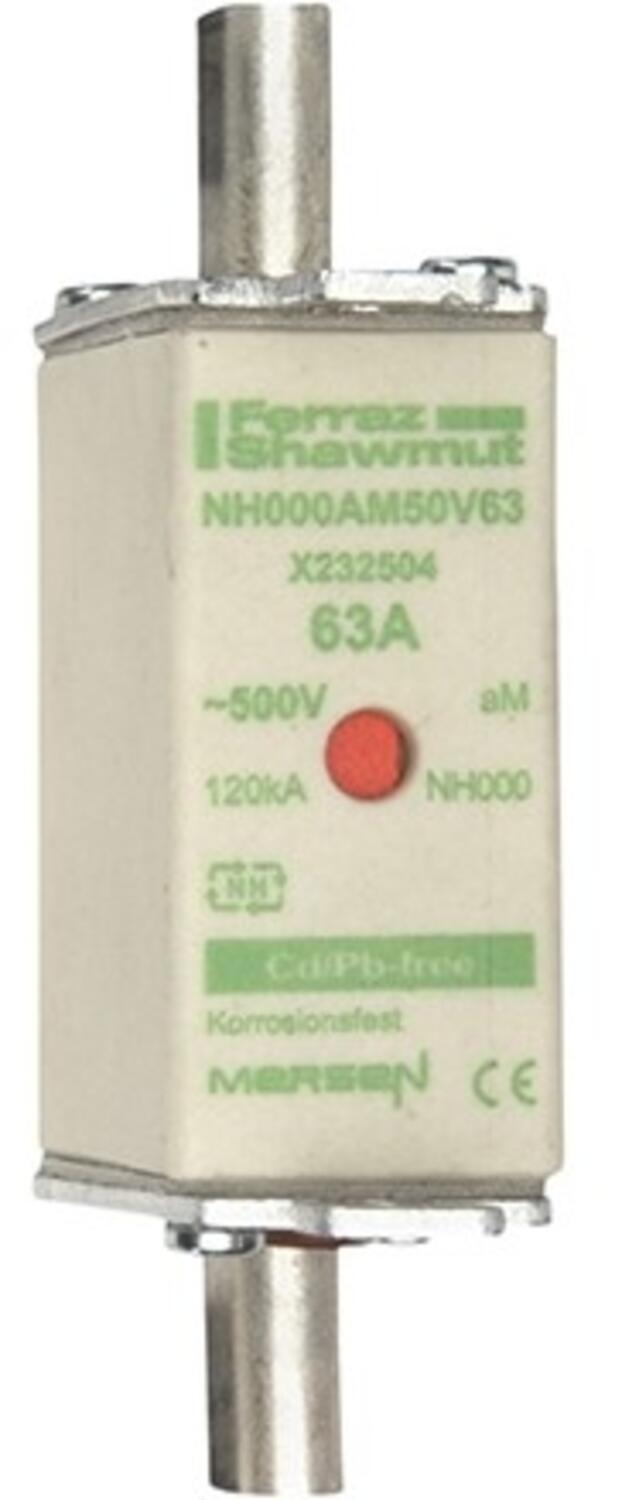 Ferraz
Shawmut
NH000AM50V63
X232504
63A
~500V aM
120kA NH000
NH
Cd/Pb-free
Korrosionsfest
MERSEN CE